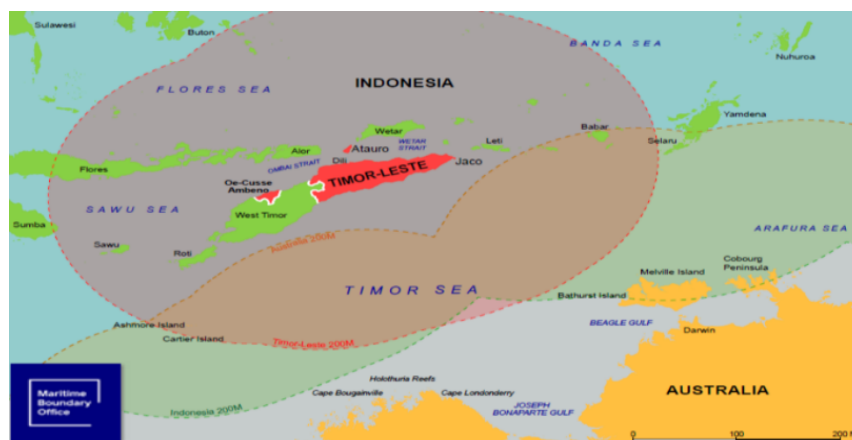 Sulawesi
Buton
BANDA SEA
Nuhuroa
FLORES SEA
INDONESIA
Yamdena
Wetar
Babar
Alor
Atauro
WETAR
STRAIT
Leti
Selaru
Flores
OMBAI STRAIT
Dili
Jaco
TIMOR-LESTE
Oe-Cusse
Ambeno
SAWU SEA
West Timor
Sumba
Sawu
Roti
Australia 200M
ARAFURA SEA
TIMOR SEA
Melville Island
Cobourg
Peninsula
Bathurst Island
Ashmore Island
Cartier Island
Timor-Leste 200M
BEAGLE GULF
Darwin
Maritime
Boundary
Office
Holothuria Reefs
Cape Bougainville
Cape Londonderry
Indonesia 200M
JOSEPH
BONAPARTE GULF
AUSTRALIA
0 100 200